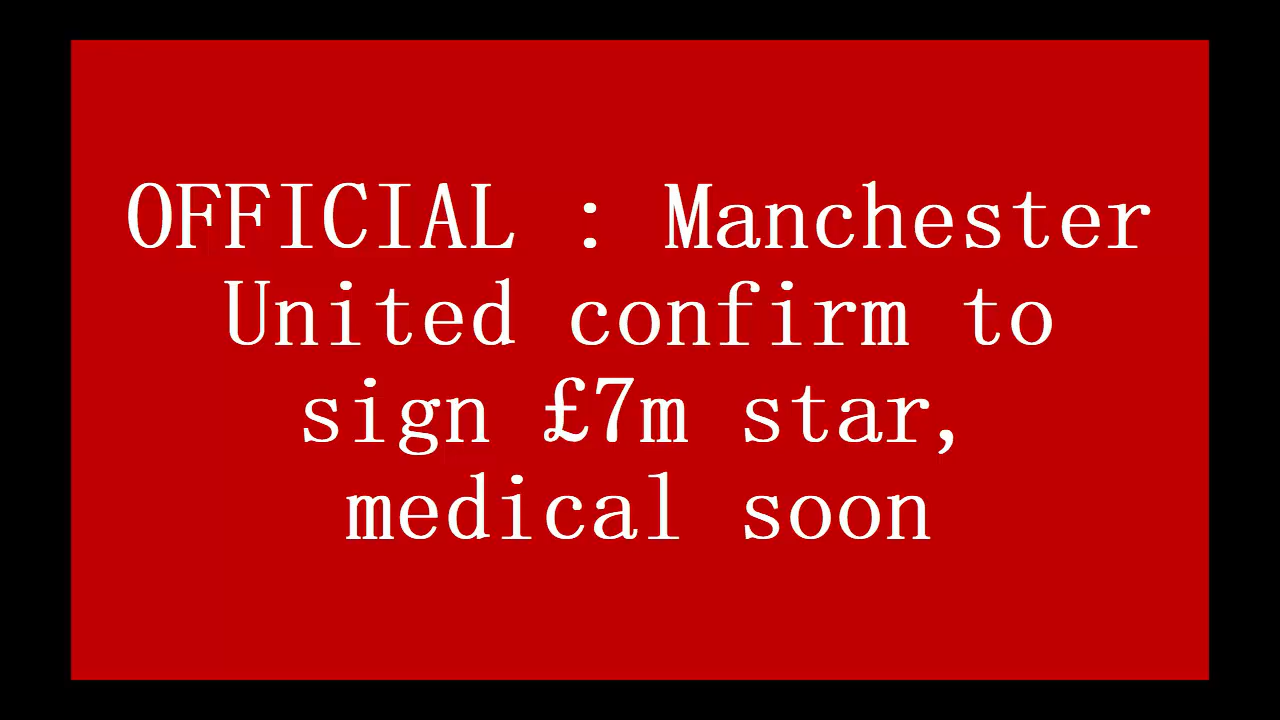 OFFICIAL : Manchester
United confirm to
sign £7m star,
medical soon